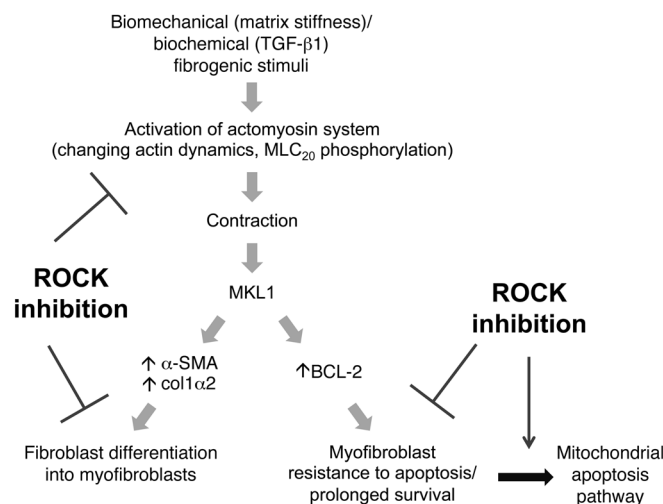 Biomechanical (matrix stiffness)/
biochemical (TGF-β1)
fibrogenic stimuli
Activation of actomyosin system
(changing actin dynamics, MLC₂₀ phosphorylation)
Contraction
ROCK
inhibition
MKL1
ROCK
inhibition
↑ α-SMA
↑ col1α2
↑BCL-2
Fibroblast differentiation
into myofibroblasts
Myofibroblast
resistance to apoptosis/
prolonged survival
Mitochondrial
apoptosis
pathway